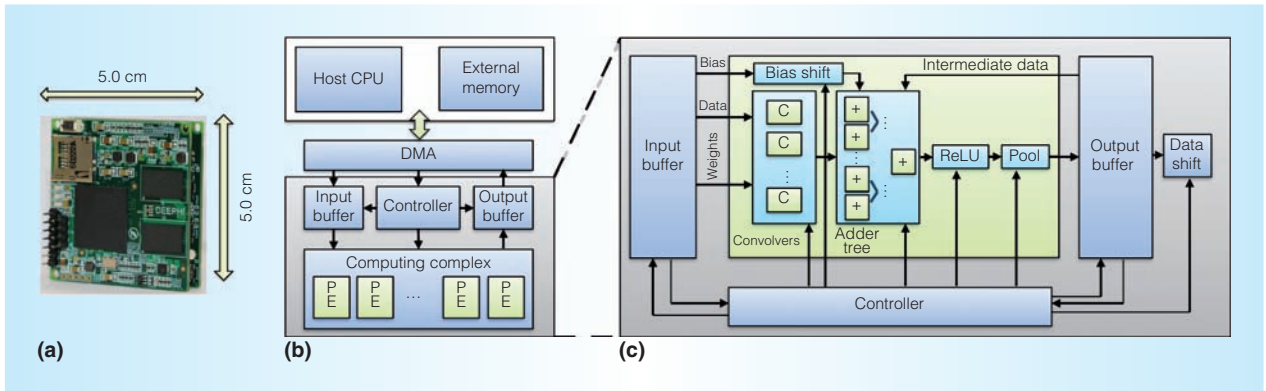 5.0 cm
5.0 cm
(a)
Host CPU
External
memory
DMA
Input
buffer
Controller
Output
buffer
Computing complex
P
E
P
E
...
P
E
P
E
(b)
Input
buffer
Bias
Data
Weights
Bias shift
Intermediate data
C
C
⋮
C
Convolvers
+
+
⋮
+
+
⋮
⋮
+
Adder
tree
ReLU
Pool
Output
buffer
Data
shift
Controller
(c)